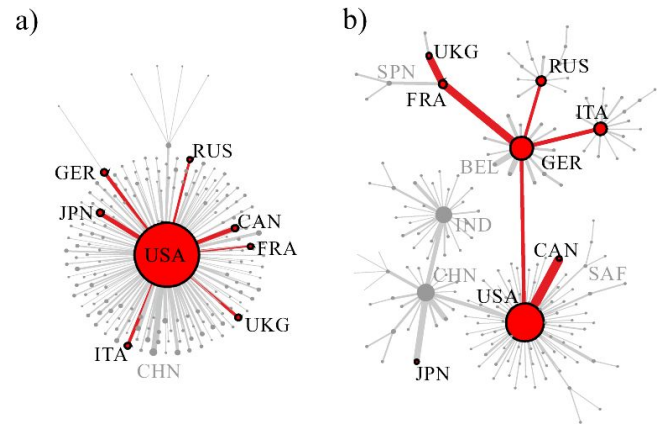 a)
GER
RUS
JPN
CAN
USA
FRA
UKG
ITA
CHN
b)
UKG
SPN
RUS
FRA
ITA
BEL
GER
IND
CAN
CHN
SAF
USA
JPN